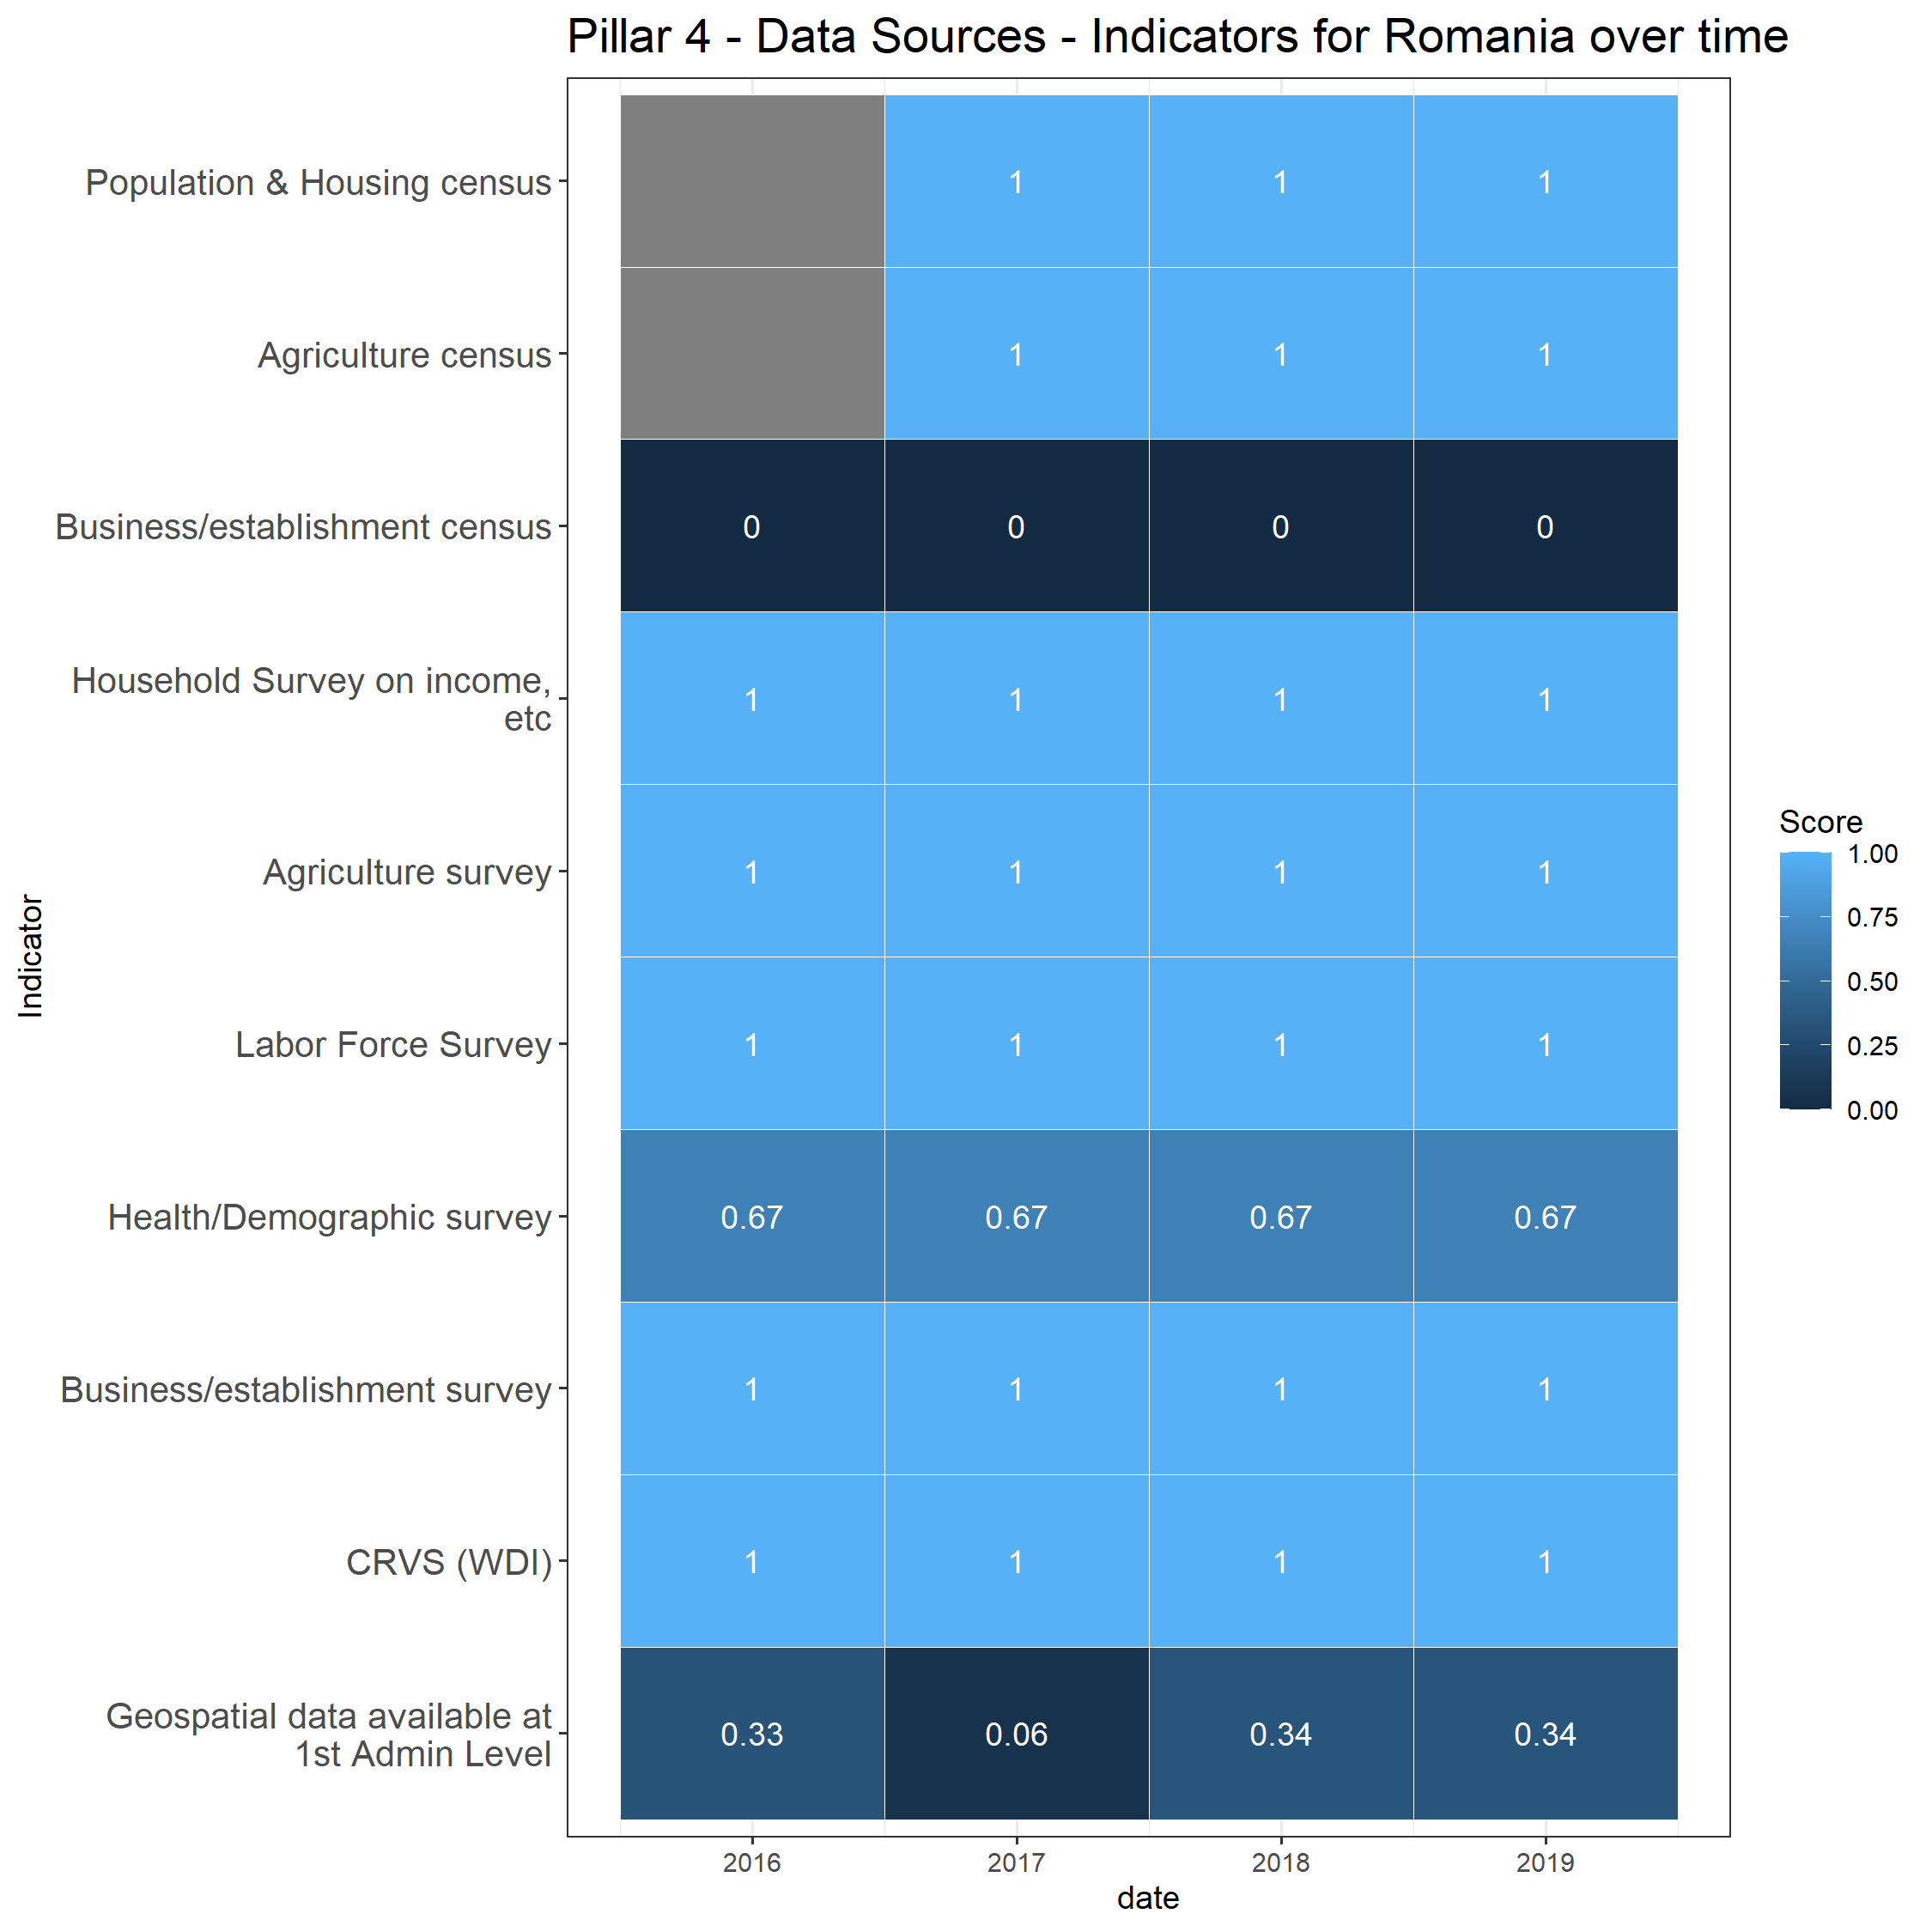 Pillar 4 - Data Sources - Indicators for Romania over time
Population & Housing census
1 1 1
Agriculture census
1 1 1
Business/establishment census
0 0 0 0
Household Survey on income,
etc
1 1 1 1
Agriculture survey
1 1 1 1
Labor Force Survey
1 1 1 1
Health/Demographic survey
0.67 0.67 0.67 0.67
Business/establishment survey
1 1 1 1
CRVS (WDI)
1 1 1 1
Geospatial data available at
1st Admin Level
0.33 0.06 0.34 0.34
2016 2017 2018 2019
date
Indicator
Score
1.00
0.75
0.50
0.25
0.00